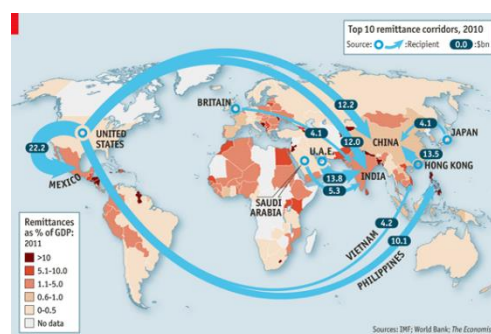 Top 10 remittance corridors, 2010
Source: Recipient 0.0 : $bn
BRITAIN
12.2
4.1
JAPAN
4.1
UNITED
STATES
22.2
MEXICO
12.0
CHINA
U.A.E.
13.5
HONG KONG
INDIA
13.8
5.3
SAUDI
ARABIA
4.2
VIETNAM
10.1
PHILIPPINES
Remittances
as % of GDP:
2011
>10
5.1-10.0
1.1-5.0
0.6-1.0
0-0.5
No data
Sources: IMF; World Bank; The Economist